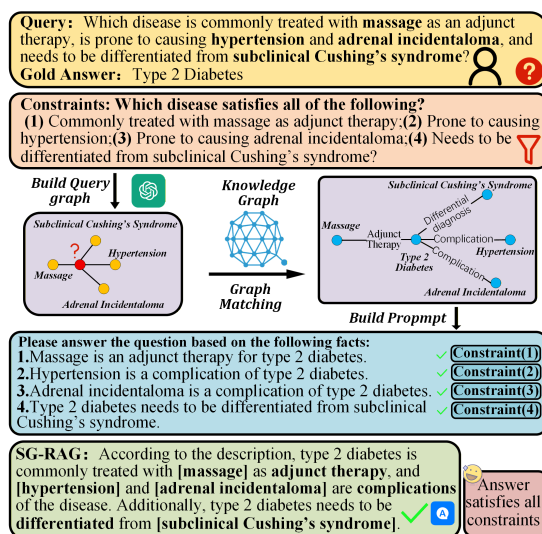 Query: Which disease is commonly treated with massage as an adjunct
therapy, is prone to causing hypertension and adrenal incidentaloma, and
needs to be differentiated from subclinical Cushing's syndrome?
Gold Answer: Type 2 Diabetes
?
Constraints: Which disease satisfies all of the following?
(1) Commonly treated with massage as adjunct therapy;(2) Prone to causing
hypertension;(3) Prone to causing adrenal incidentaloma;(4) Needs to be
differentiated from subclinical Cushing's syndrome?
Build Query
graph
Knowledge
Graph
Graph
Matching
Subclinical Cushing's Syndrome
?
Hypertension
Massage
Adrenal Incidentaloma
Subclinical Cushing's Syndrome
Differential
diagnosis
Massage
Adjunct
Therapy
Complication
Type 2
Diabetes
Hypertension
Complication
Adrenal Incidentaloma
Build Propmpt
Please answer the question based on the following facts:
1.Massage is an adjunct therapy for type 2 diabetes.
Constraint(1)
2.Hypertension is a complication of type 2 diabetes.
Constraint(2)
3.Adrenal incidentaloma is a complication of type 2 diabetes.
Constraint(3)
4.Type 2 diabetes needs to be differentiated from subclinical
Cushing's syndrome.
Constraint(4)
SG-RAG: According to the description, type 2 diabetes is
commonly treated with [massage] as adjunct therapy, and
[hypertension] and [adrenal incidentaloma] are complications
of the disease. Additionally, type 2 diabetes needs to be
differentiated from [subclinical Cushing's syndrome].
A
Answer
satisfies all
constraints